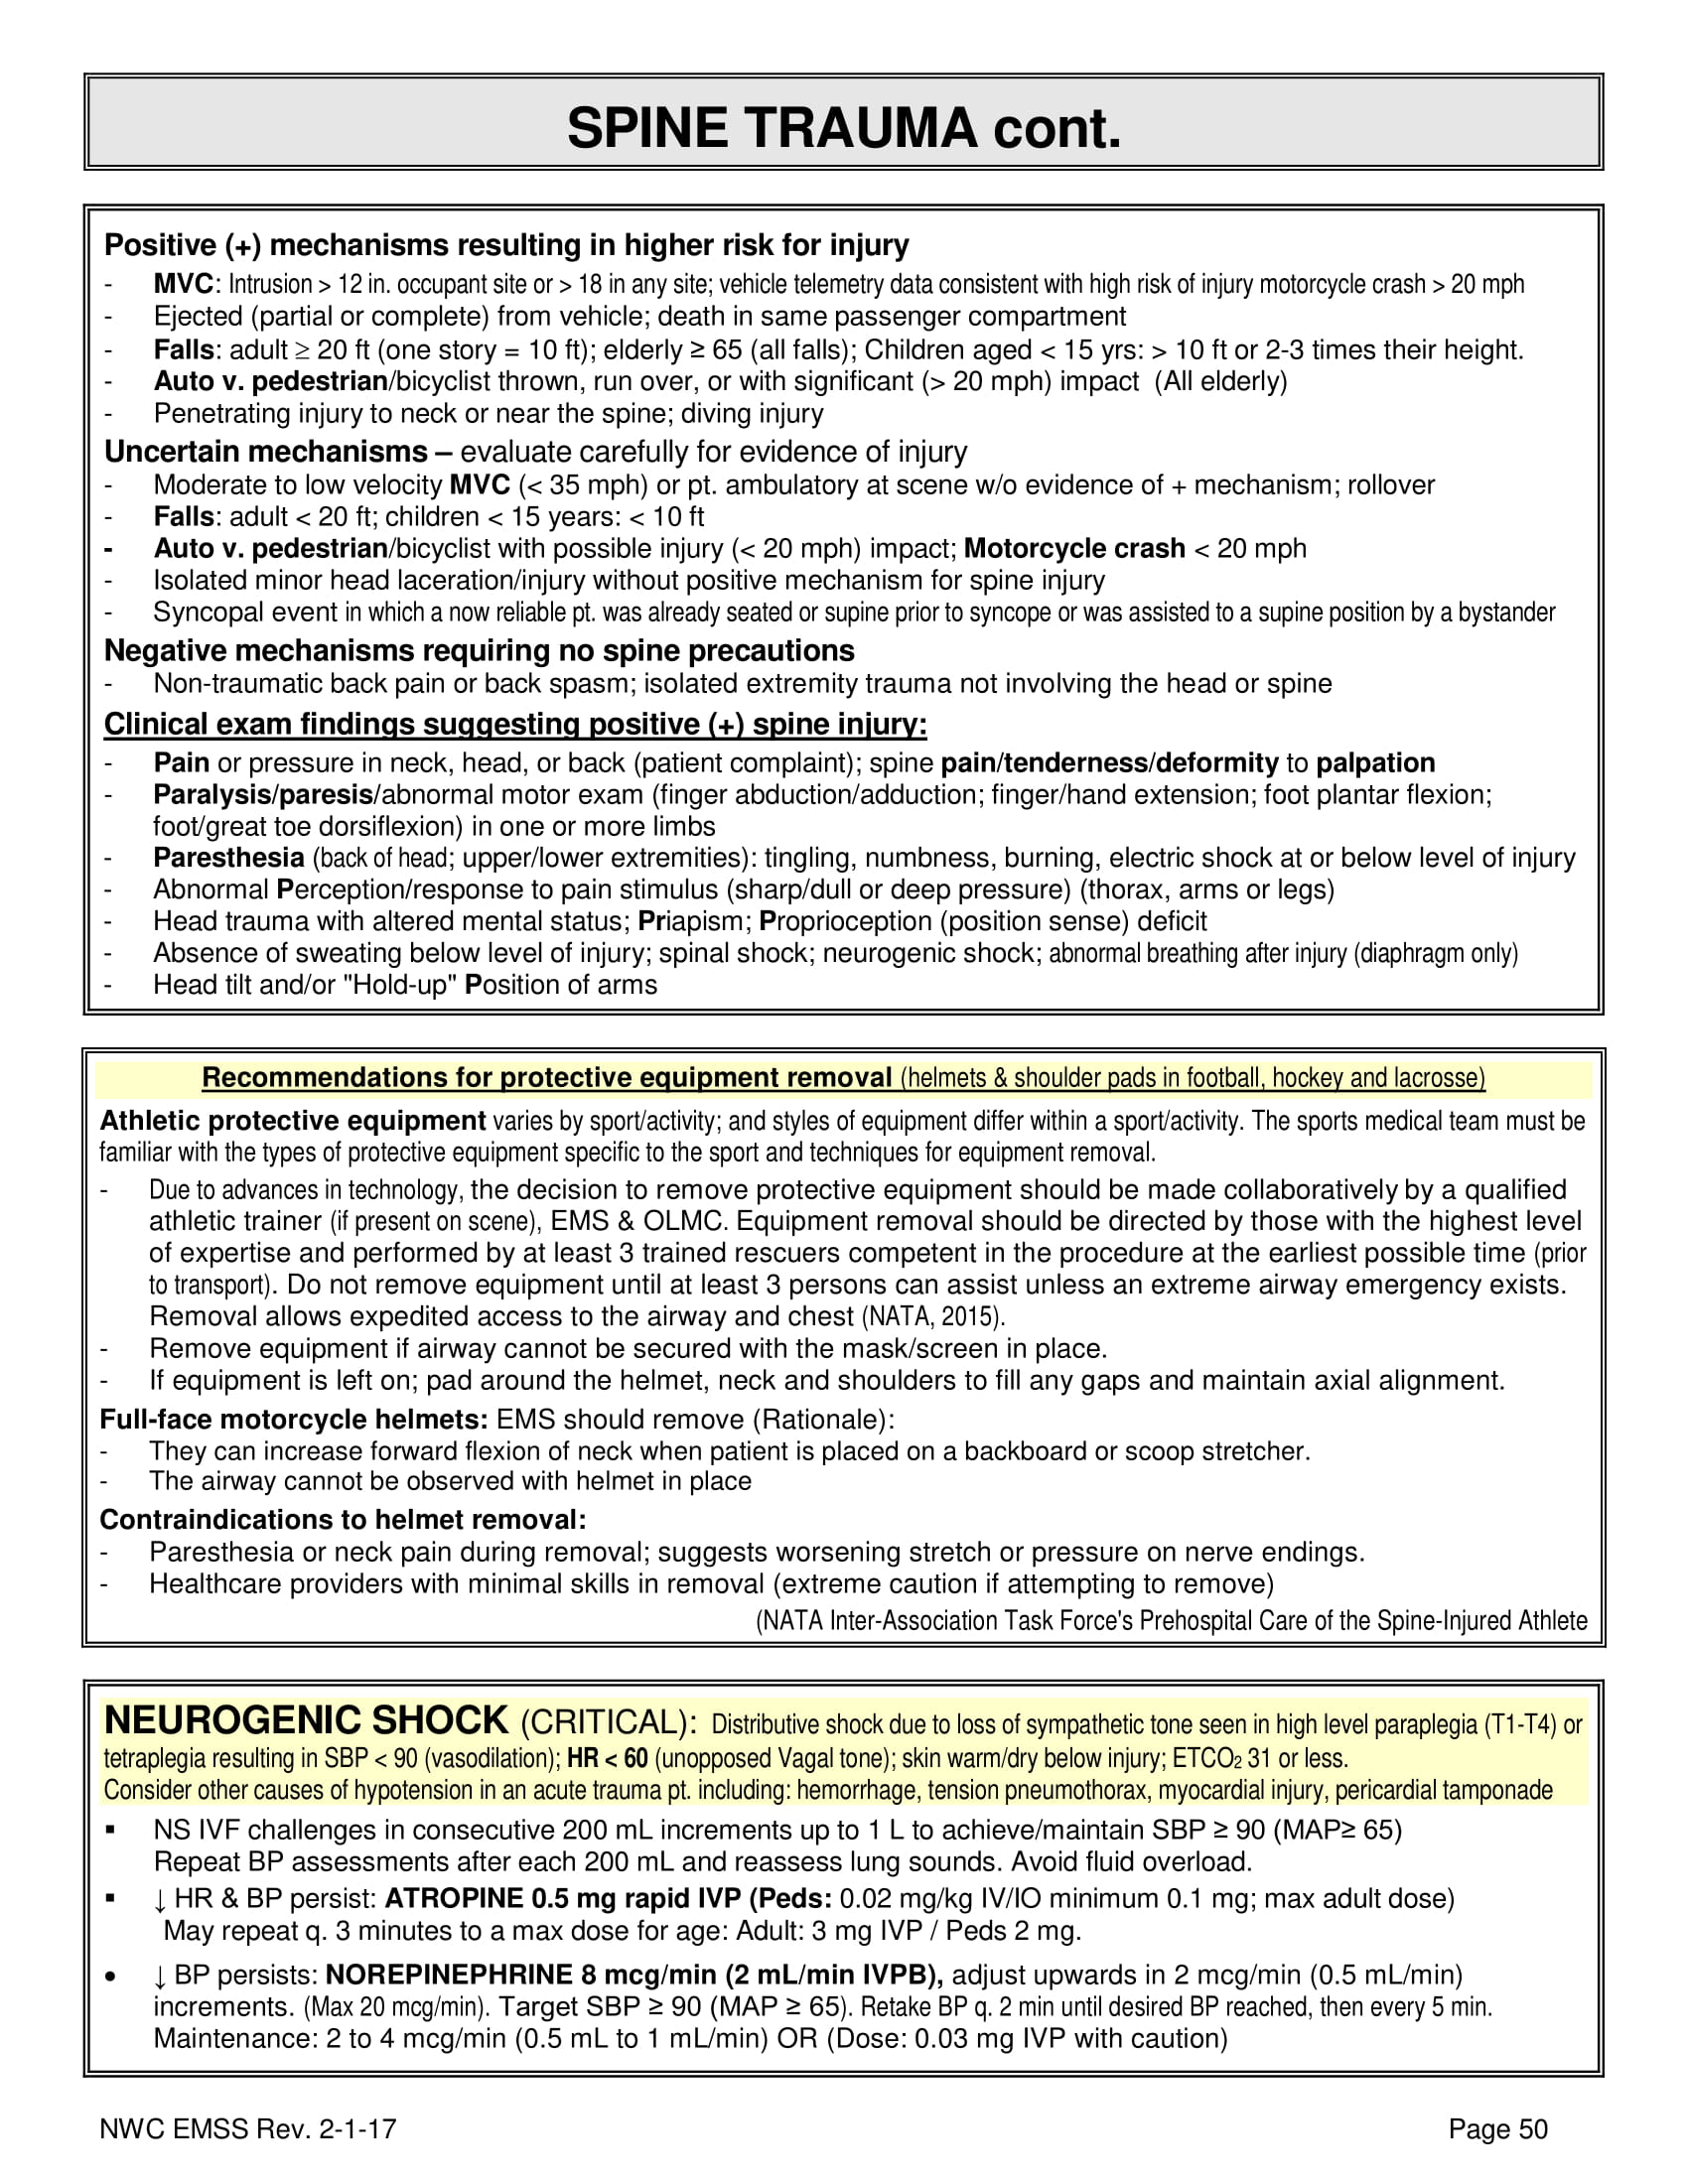 SPINE TRAUMA cont.
Positive (+) mechanisms resulting in higher risk for injury
- MVC: Intrusion > 12 in. occupant site or > 18 in any site; vehicle telemetry data consistent with high risk of injury motorcycle crash > 20 mph
- Ejected (partial or complete) from vehicle; death in same passenger compartment
- Falls: adult ≥ 20 ft (one story = 10 ft); elderly ≥ 65 (all falls); Children aged < 15 yrs: > 10 ft or 2-3 times their height.
- Auto v. pedestrian/bicyclist thrown, run over, or with significant (> 20 mph) impact (All elderly)
- Penetrating injury to neck or near the spine; diving injury
Uncertain mechanisms – evaluate carefully for evidence of injury
- Moderate to low velocity MVC (< 35 mph) or pt. ambulatory at scene w/o evidence of + mechanism; rollover
- Falls: adult < 20 ft; children < 15 years: < 10 ft
- Auto v. pedestrian/bicyclist with possible injury (< 20 mph) impact; Motorcycle crash < 20 mph
- Isolated minor head laceration/injury without positive mechanism for spine injury
- Syncopal event in which a now reliable pt. was already seated or supine prior to syncope or was assisted to a supine position by a bystander
Negative mechanisms requiring no spine precautions
- Non-traumatic back pain or back spasm; isolated extremity trauma not involving the head or spine
Clinical exam findings suggesting positive (+) spine injury:
- Pain or pressure in neck, head, or back (patient complaint); spine pain/tenderness/deformity to palpation
- Paralysis/paresis/abnormal motor exam (finger abduction/adduction; finger/hand extension; foot plantar flexion;
foot/great toe dorsiflexion) in one or more limbs
- Paresthesia (back of head; upper/lower extremities): tingling, numbness, burning, electric shock at or below level of injury
- Abnormal Perception/response to pain stimulus (sharp/dull or deep pressure) (thorax, arms or legs)
- Head trauma with altered mental status; Priapism; Proprioception (position sense) deficit
- Absence of sweating below level of injury; spinal shock; neurogenic shock; abnormal breathing after injury (diaphragm only)
- Head tilt and/or "Hold-up" Position of arms
Recommendations for protective equipment removal (helmets & shoulder pads in football, hockey and lacrosse)
Athletic protective equipment varies by sport/activity; and styles of equipment differ within a sport/activity. The sports medical team must be
familiar with the types of protective equipment specific to the sport and techniques for equipment removal.
- Due to advances in technology, the decision to remove protective equipment should be made collaboratively by a qualified
athletic trainer (if present on scene), EMS & OLMC. Equipment removal should be directed by those with the highest level
of expertise and performed by at least 3 trained rescuers competent in the procedure at the earliest possible time (prior
to transport). Do not remove equipment until at least 3 persons can assist unless an extreme airway emergency exists.
Removal allows expedited access to the airway and chest (NATA, 2015).
- Remove equipment if airway cannot be secured with the mask/screen in place.
- If equipment is left on; pad around the helmet, neck and shoulders to fill any gaps and maintain axial alignment.
Full-face motorcycle helmets: EMS should remove (Rationale):
- They can increase forward flexion of neck when patient is placed on a backboard or scoop stretcher.
- The airway cannot be observed with helmet in place
Contraindications to helmet removal:
- Paresthesia or neck pain during removal; suggests worsening stretch or pressure on nerve endings.
- Healthcare providers with minimal skills in removal (extreme caution if attempting to remove)
(NATA Inter-Association Task Force's Prehospital Care of the Spine-Injured Athlete
NEUROGENIC SHOCK (CRITICAL): Distributive shock due to loss of sympathetic tone seen in high level paraplegia (T1-T4) or
tetraplegia resulting in SBP < 90 (vasodilation); HR < 60 (unopposed Vagal tone); skin warm/dry below injury; ETCO2 31 or less.
Consider other causes of hypotension in an acute trauma pt. including: hemorrhage, tension pneumothorax, myocardial injury, pericardial tamponade
▪ NS IVF challenges in consecutive 200 mL increments up to 1 L to achieve/maintain SBP ≥ 90 (MAP≥ 65)
Repeat BP assessments after each 200 mL and reassess lung sounds. Avoid fluid overload.
▪ ↓ HR & BP persist: ATROPINE 0.5 mg rapid IVP (Peds: 0.02 mg/kg IV/IO minimum 0.1 mg; max adult dose)
May repeat q. 3 minutes to a max dose for age: Adult: 3 mg IVP / Peds 2 mg.
• ↓ BP persists: NOREPINEPHRINE 8 mcg/min (2 mL/min IVPB), adjust upwards in 2 mcg/min (0.5 mL/min)
increments. (Max 20 mcg/min). Target SBP ≥ 90 (MAP ≥ 65). Retake BP q. 2 min until desired BP reached, then every 5 min.
Maintenance: 2 to 4 mcg/min (0.5 mL to 1 mL/min) OR (Dose: 0.03 mg IVP with caution)
NWC EMSS Rev. 2-1-17
Page 50